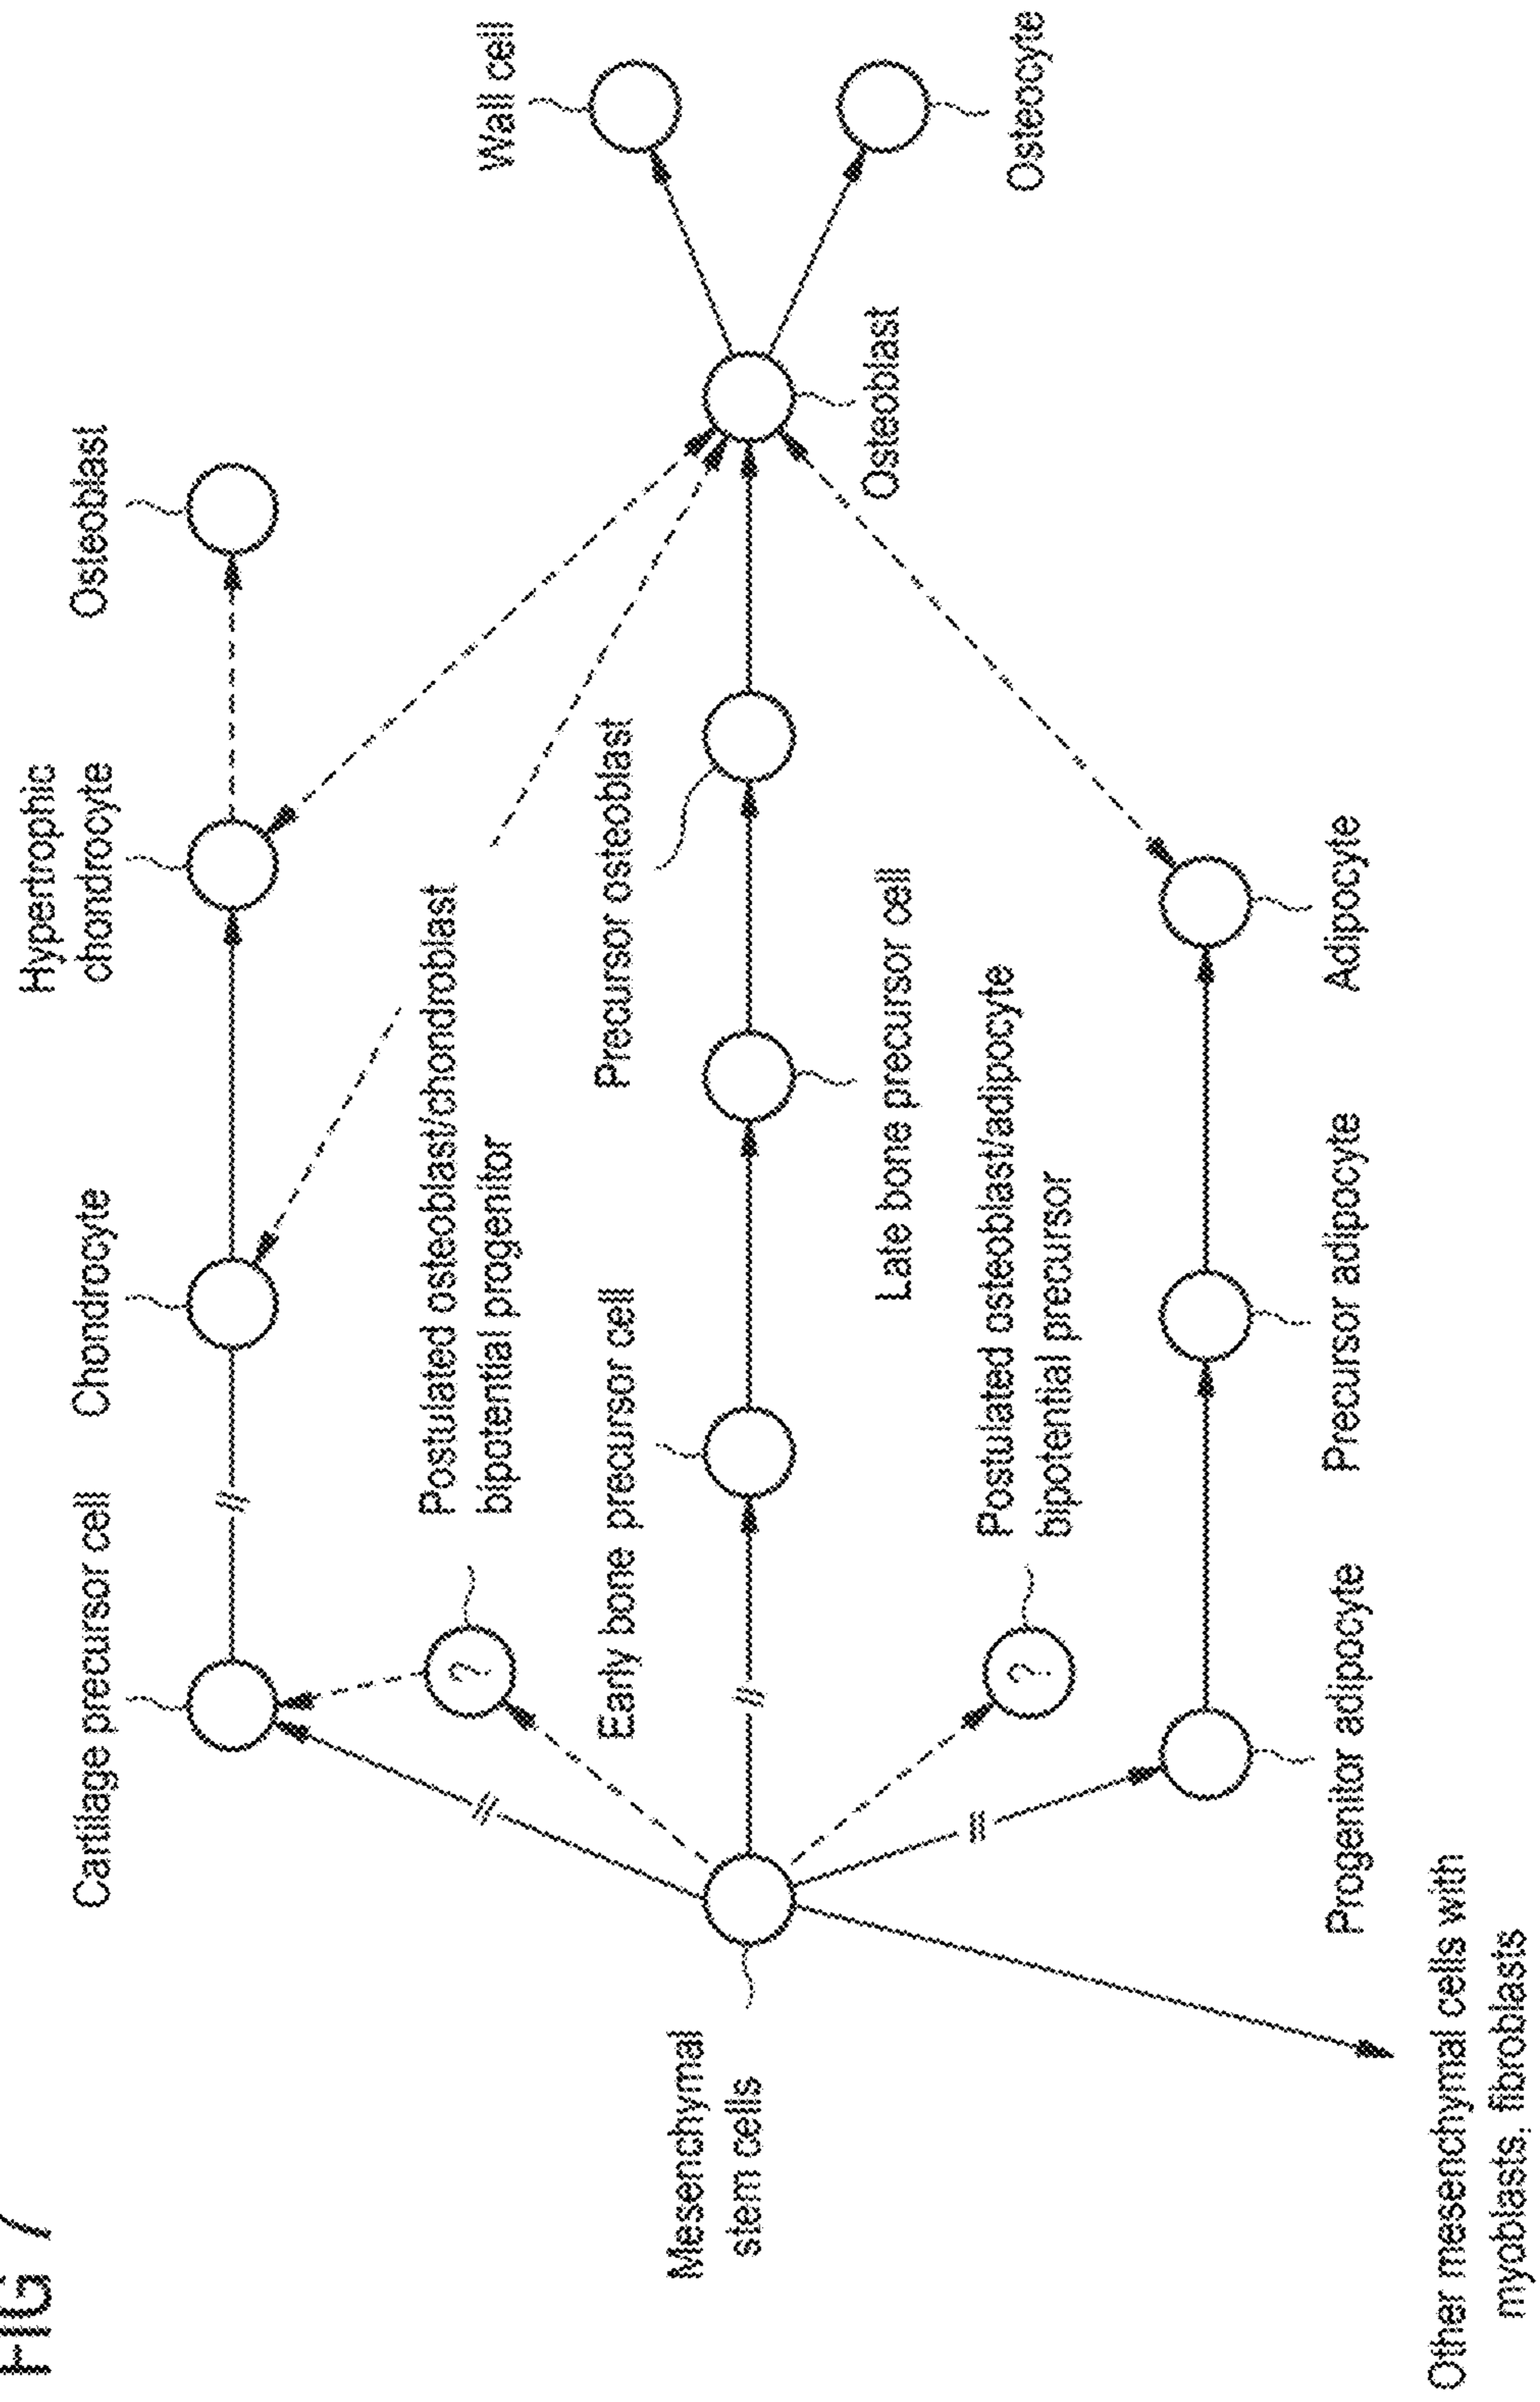 FIG 7
Cartilage precursor cell
Chondrocyte
Hypertrophic
chondrocyte
Osteoblast
Postulated osteoblast/chondroblast
bipotential progenitor
?
Wall cell
Early bone precursor cell
Precursor osteoblast
Mesenchymal
stem cells
Late bone precursor cell
Osteoblast
Osteocyte
Postulated osteoblast/adipocyte
bipotential precursor
?
Progenitor adipocyte
Precursor adipocyte
Adipocyte
Other mesenchymal cells with
myoblasts, fibroblasts